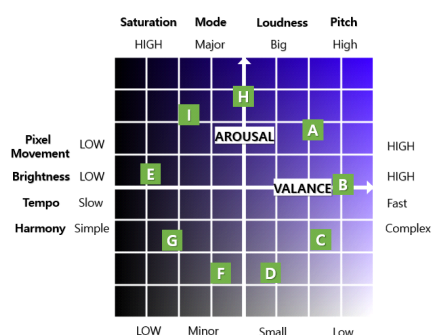 Saturation Mode Loudness Pitch
HIGH Major Big High
H
I
A
Pixel Movement LOW AROUSAL HIGH
Brightness LOW E HIGH
VALANCE B
Tempo Slow Fast
Harmony Simple G C Complex
F D
LOW Minor Small Low